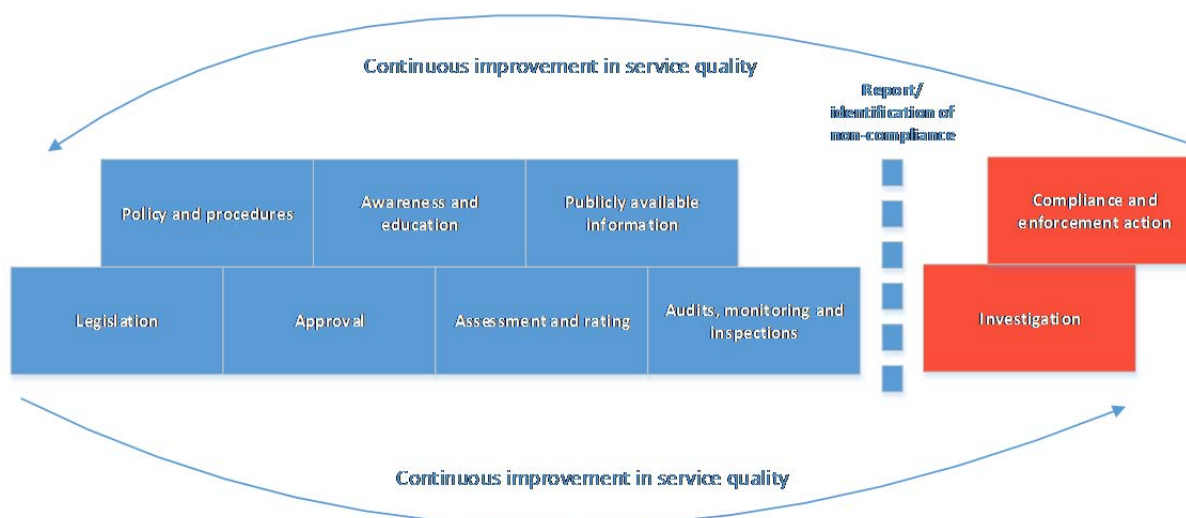 Continuous improvement in service quality
Report/
identification of
non-compliance
Policy and procedures
Awareness and
education
Publicly available
information
Compliance and
enforcement action
Legislation
Approval
Assessment and rating
Audits, monitoring and
inspections
Investigation
Continuous improvement in service quality